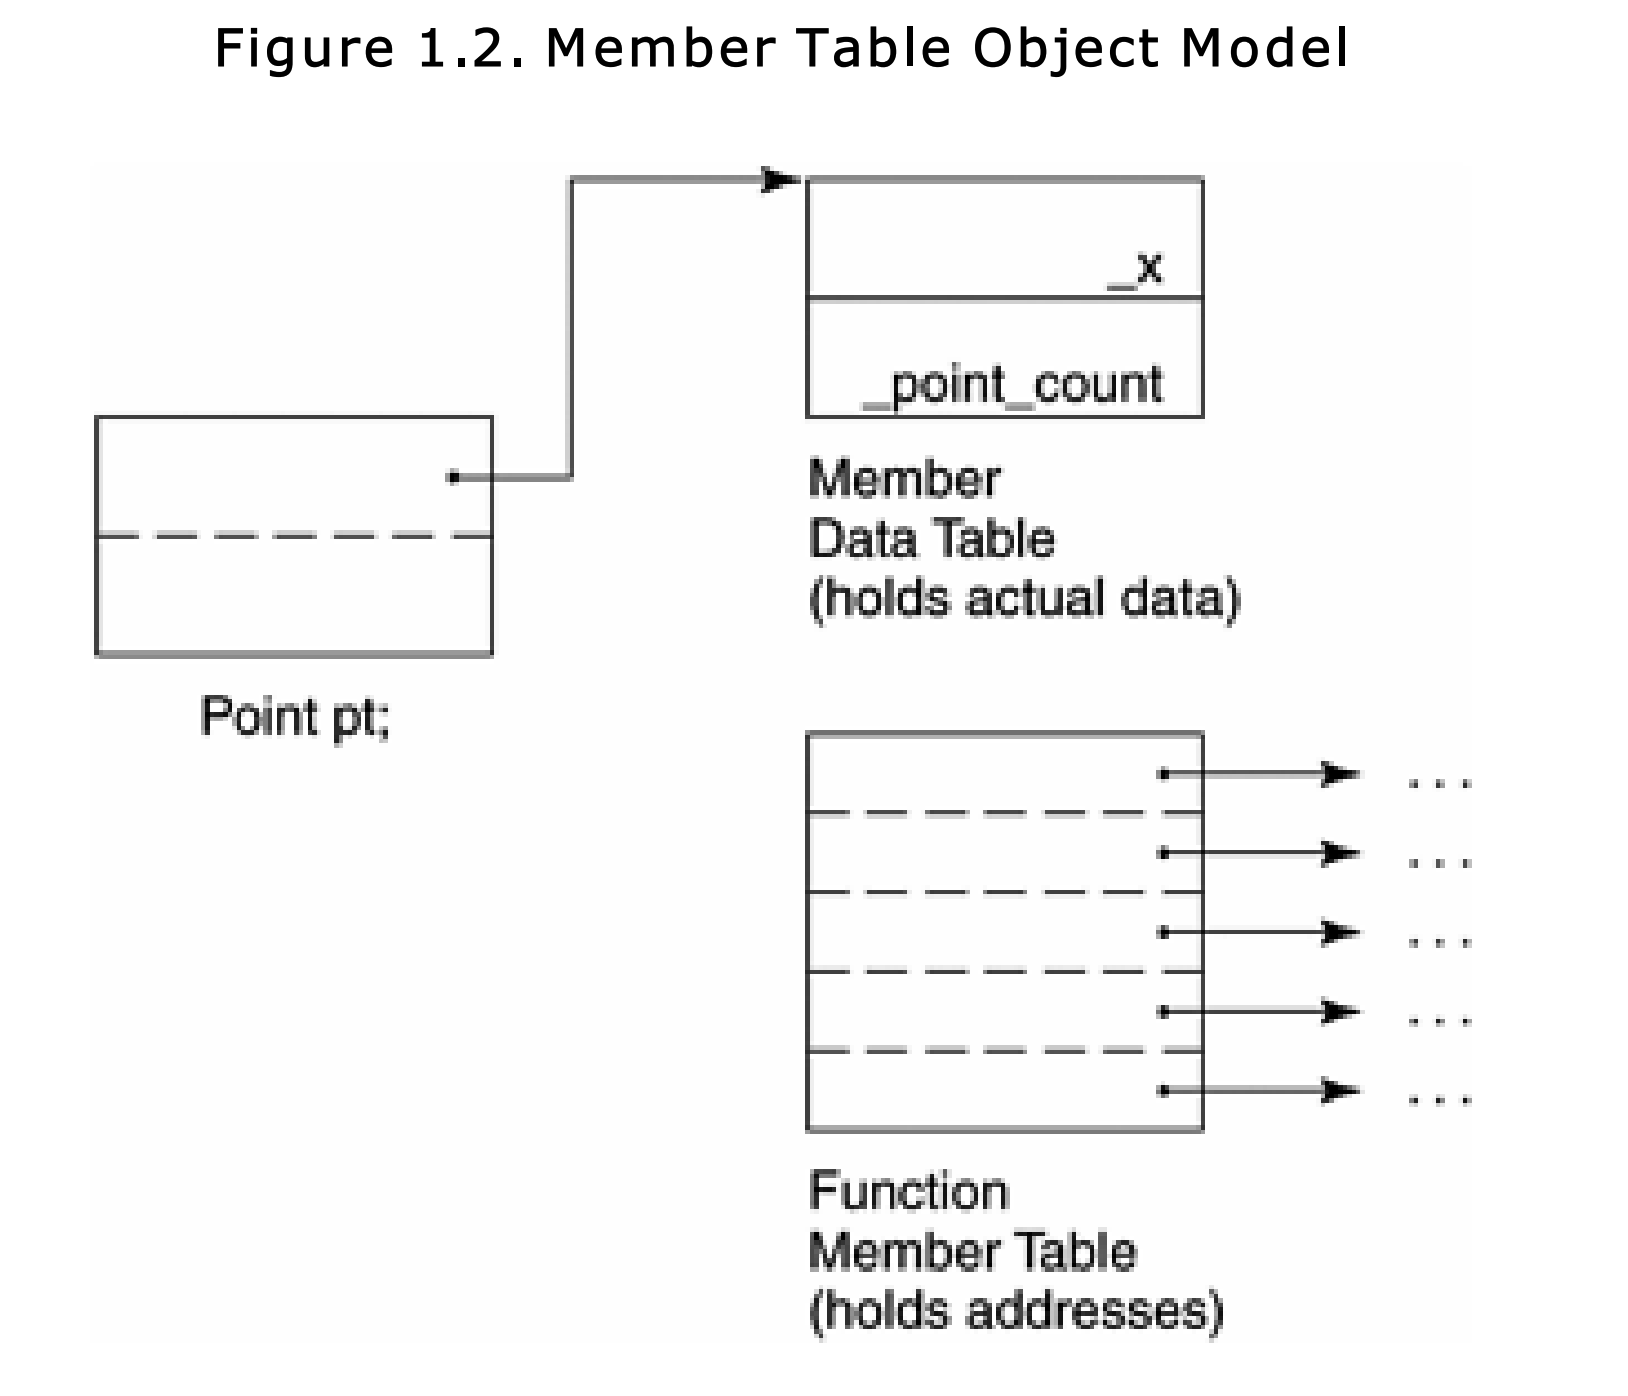 Figure 1.2. Member Table Object Model
_x
_point_count
Member
Data Table
(holds actual data)
Point pt;
...
...
...
...
...
Function
Member Table
(holds addresses)